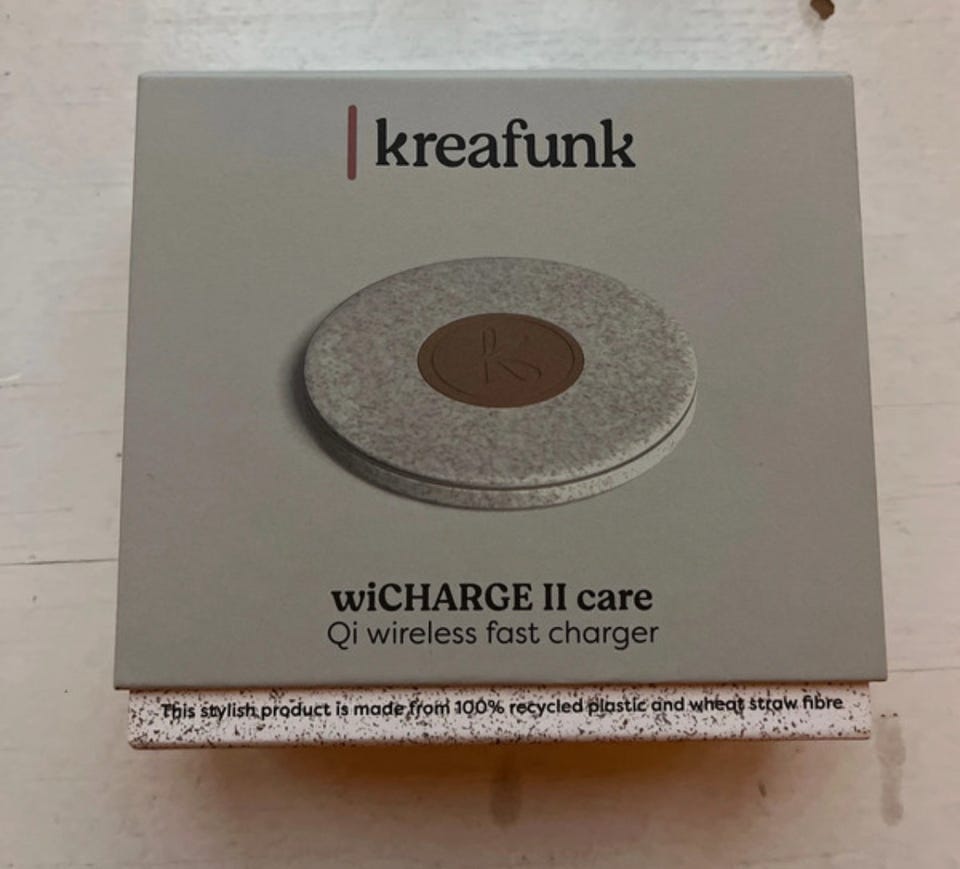 kreafunk
wiCHARGE II care
Qi wireless fast charger
This stylish product is made from 100% recycled plastic and wheat straw fibre